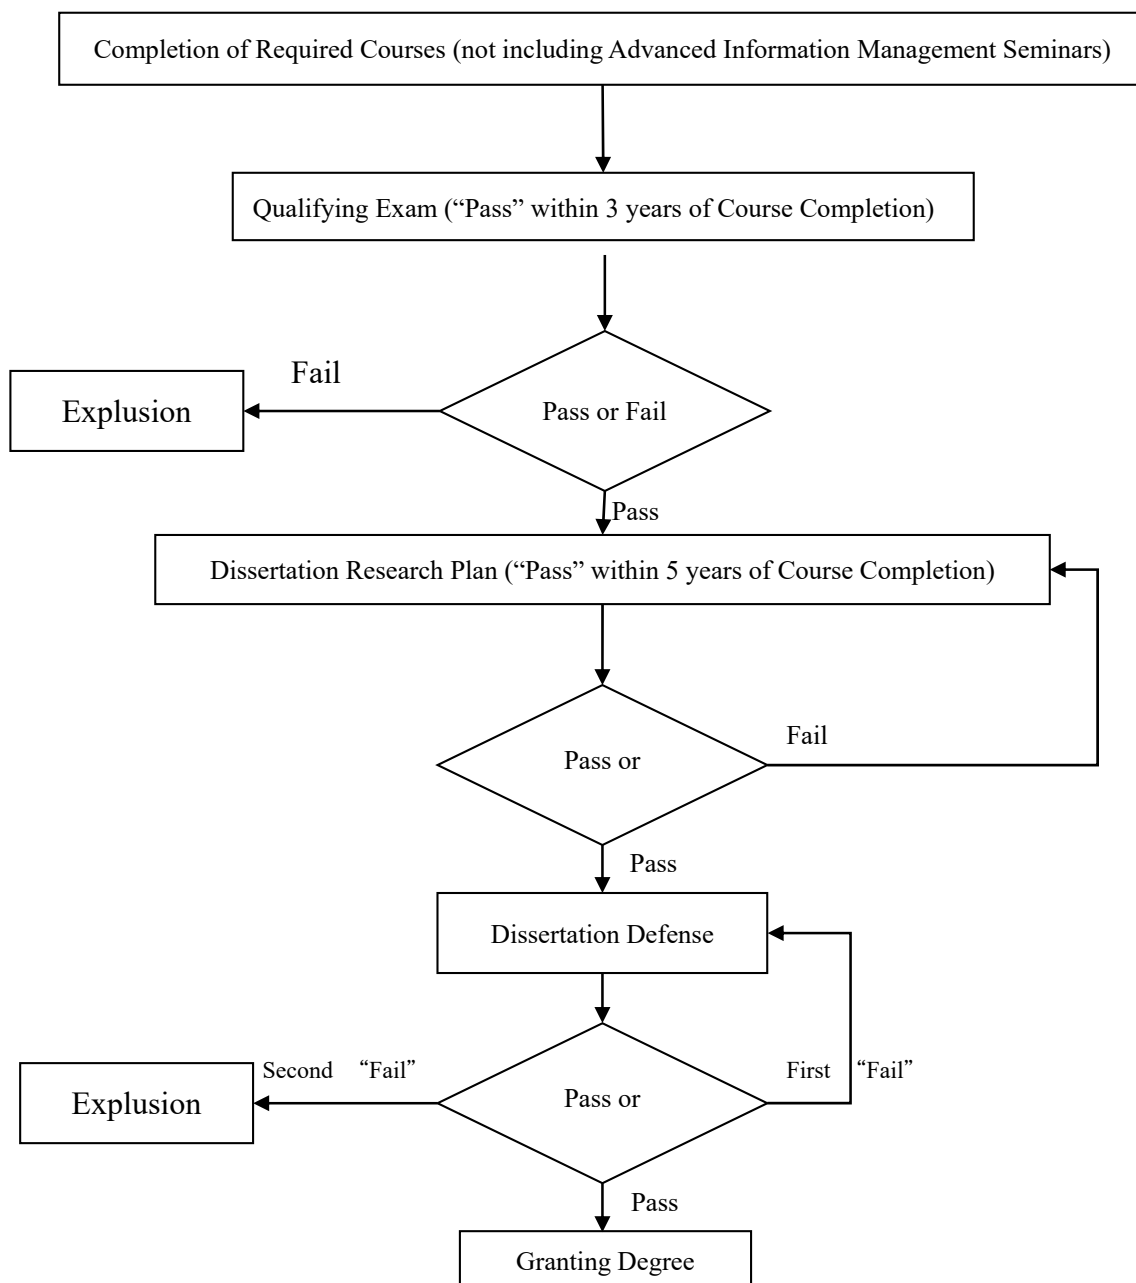 Completion of Required Courses (not including Advanced Information Management Seminars)
Qualifying Exam (“Pass” within 3 years of Course Completion)
Fail
Explusion
Pass or Fail
Pass
Dissertation Research Plan (“Pass” within 5 years of Course Completion)
Fail
Pass or
Pass
Dissertation Defense
Second “Fail”
First “Fail”
Explusion
Pass or
Pass
Granting Degree